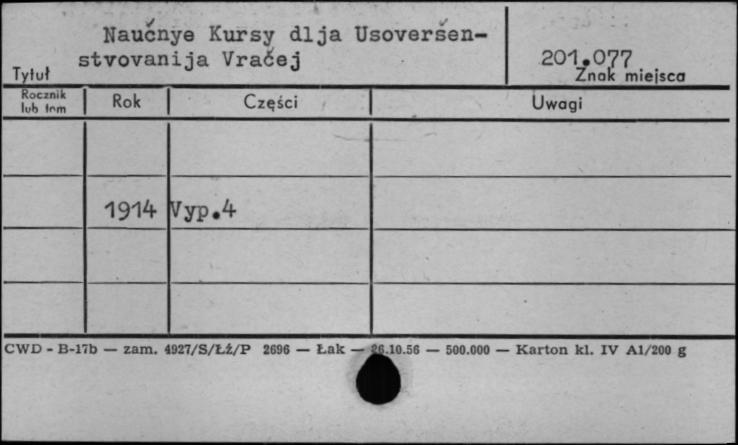 Naučnye Kursy dlja Usoveršen-
stvovanija Vračej
201.077
Tytuł
Znak miejsca
Rocznik
lub tom
Rok
Części
Uwagi
1914 Vyp.4
CWD - B-17b — zam. 4927/S/ŁŻ/P 2696 — Łak — 26.10.56 — 500.000 — Karton kl. IV A1/200 g